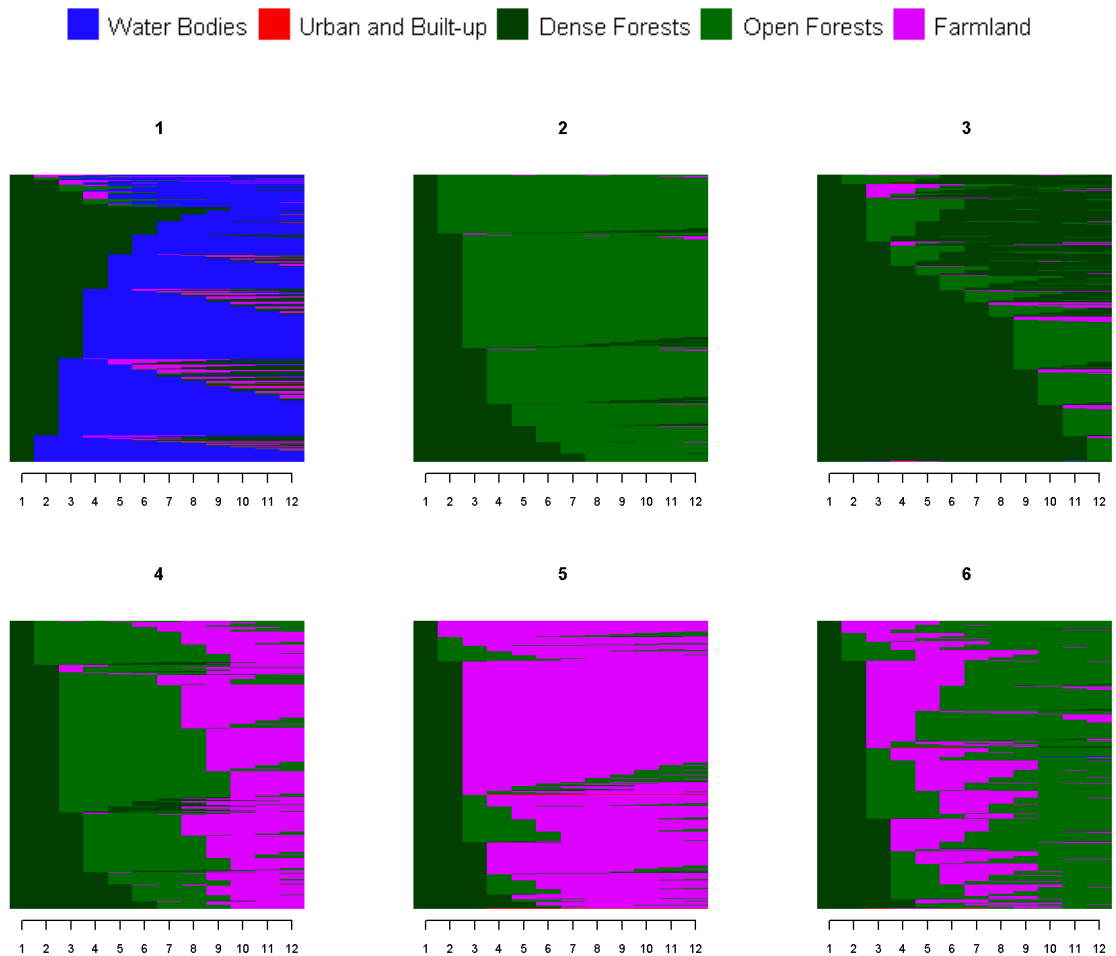 Water Bodies Urban and Built-up Dense Forests Open Forests Farmland
1 2 3
1 2 3 4 5 6 7 8 9 10 11 12 1 2 3 4 5 6 7 8 9 10 11 12 1 2 3 4 5 6 7 8 9 10 11 12
4 5 6
1 2 3 4 5 6 7 8 9 10 11 12 1 2 3 4 5 6 7 8 9 10 11 12 1 2 3 4 5 6 7 8 9 10 11 12